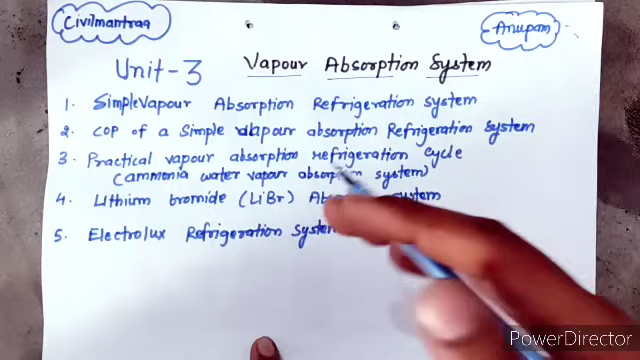 Civilmantraa
Anupam
Unit-3 Vapour Absorption System
1. Simple Vapour Absorption Refrigeration system
2. COP of a Simple Vapour absorption Refrigeration System
3. Practical vapour absorption refrigeration cycle
(ammonia water vapour absorption system)
4. Lithium bromide (LiBr) system
5. Electrolux Refrigeration System
PowerDirector